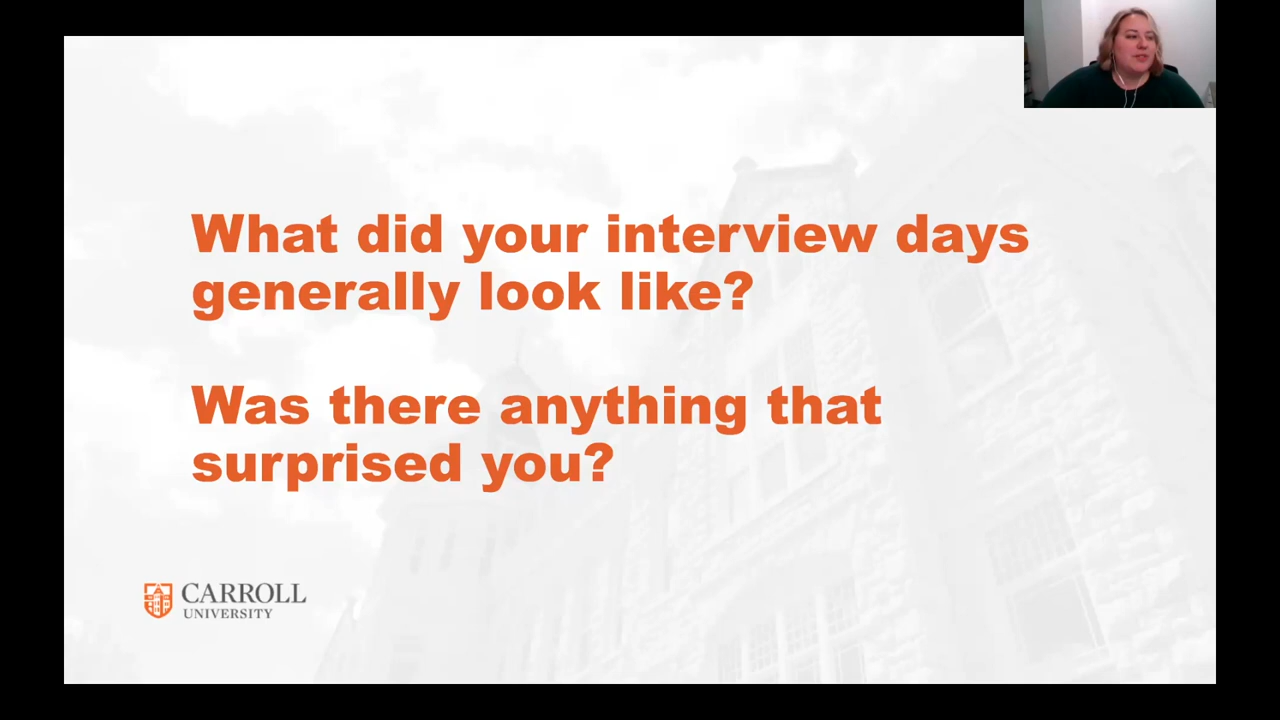 What did your interview days
generally look like?
Was there anything that
surprised you?
CARROLL
UNIVERSITY